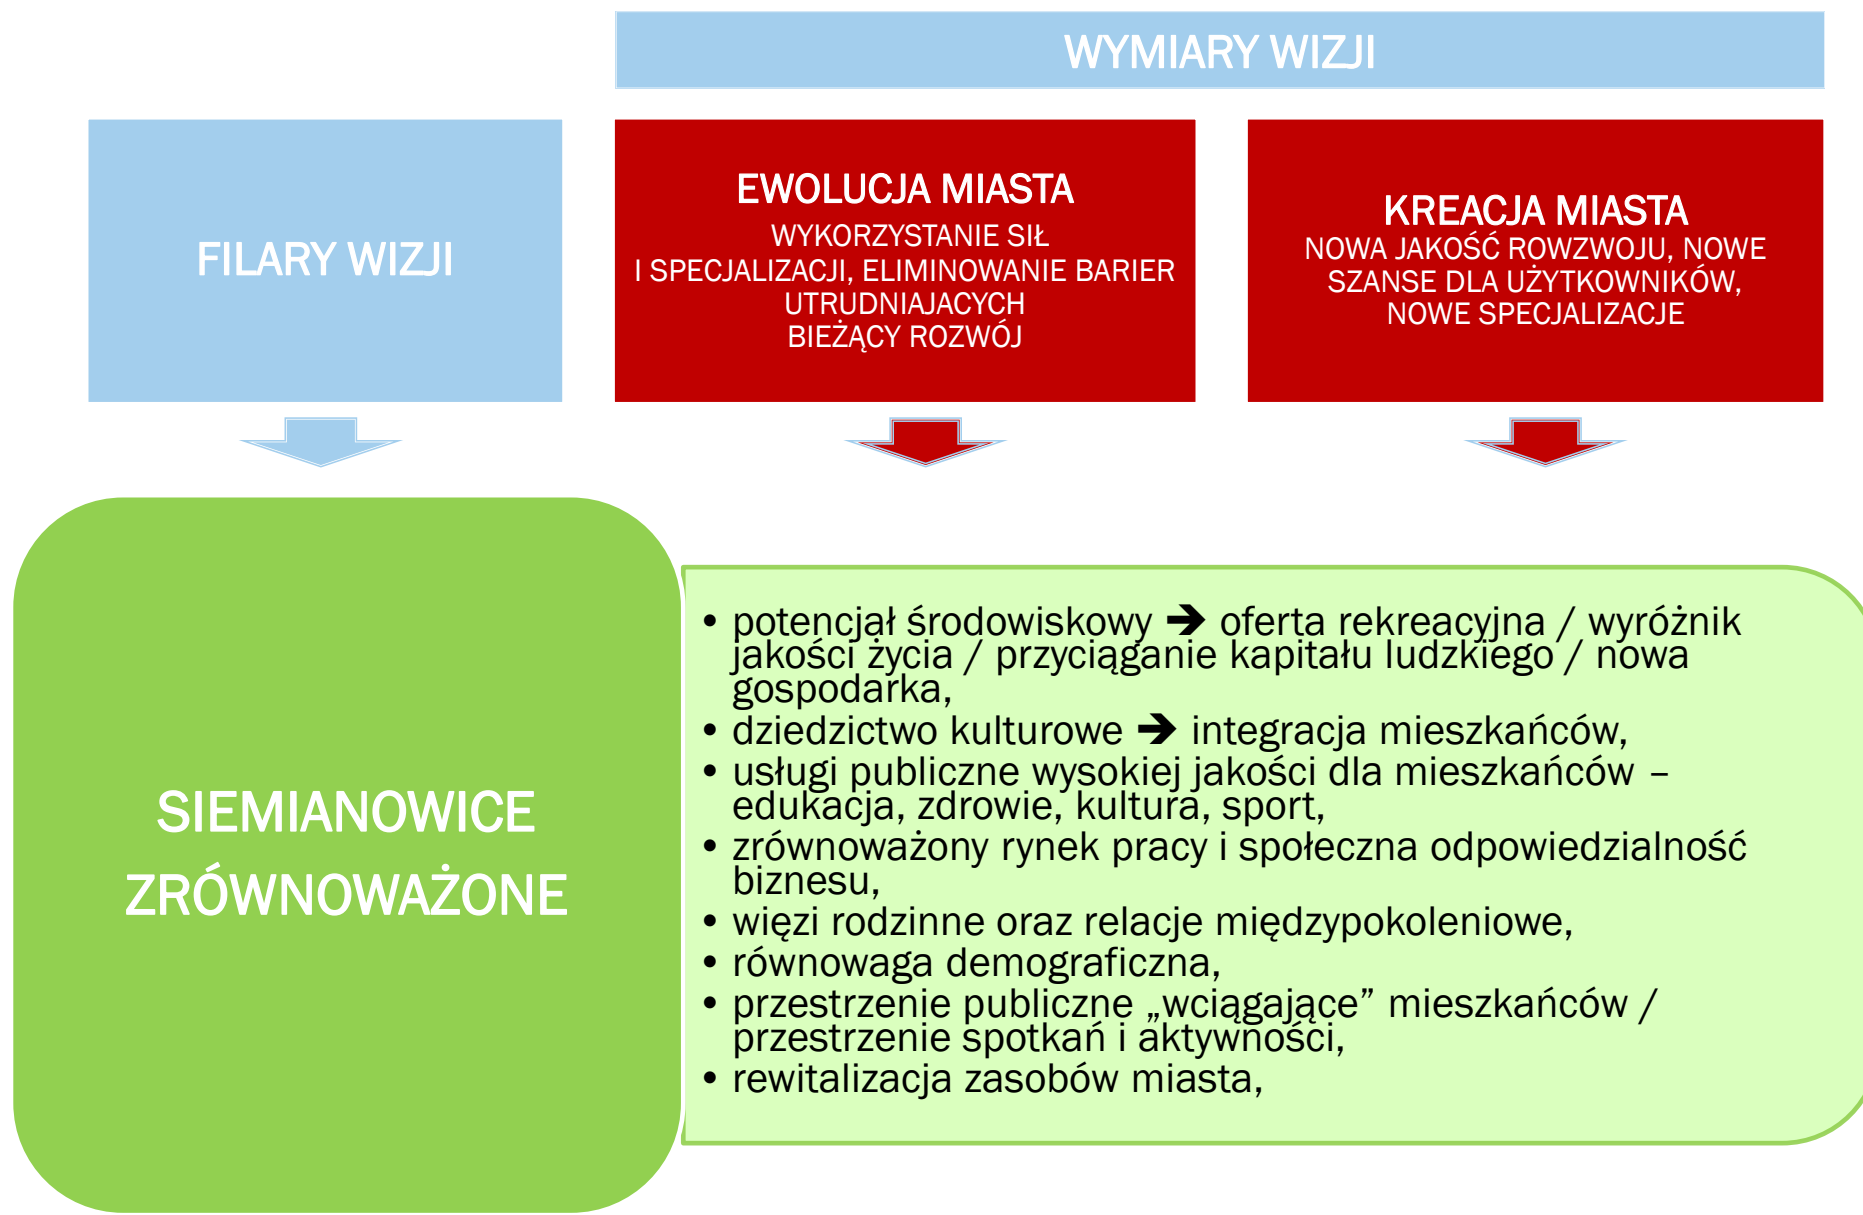 WYMIARY WIZJI
FILARY WIZJI
EWOLUCJA MIASTA
WYKORZYSTANIE SIŁ
I SPECJALIZACJI, ELIMINOWANIE BARIER
UTRUDNIAJACYCH
BIEŻĄCY ROZWÓJ
KREACJA MIASTA
NOWA JAKOŚĆ ROWZWOJU, NOWE
SZANSE DLA UŻYTKOWNIKÓW,
NOWE SPECJALIZACJE
SIEMIANOWICE
ZRÓWNOWAŻONE
• potencjał środowiskowy ➔ oferta rekreacyjna / wyróżnik
jakości życia / przyciąganie kapitału ludzkiego / nowa
gospodarka,
• dziedzictwo kulturowe ➔ integracja mieszkańców,
• usługi publiczne wysokiej jakości dla mieszkańców –
edukacja, zdrowie, kultura, sport,
• zrównoważony rynek pracy i społeczna odpowiedzialność
biznesu,
• więzi rodzinne oraz relacje międzypokoleniowe,
• równowaga demograficzna,
• przestrzenie publiczne „wciągające” mieszkańców /
przestrzenie spotkań i aktywności,
• rewitalizacja zasobów miasta,